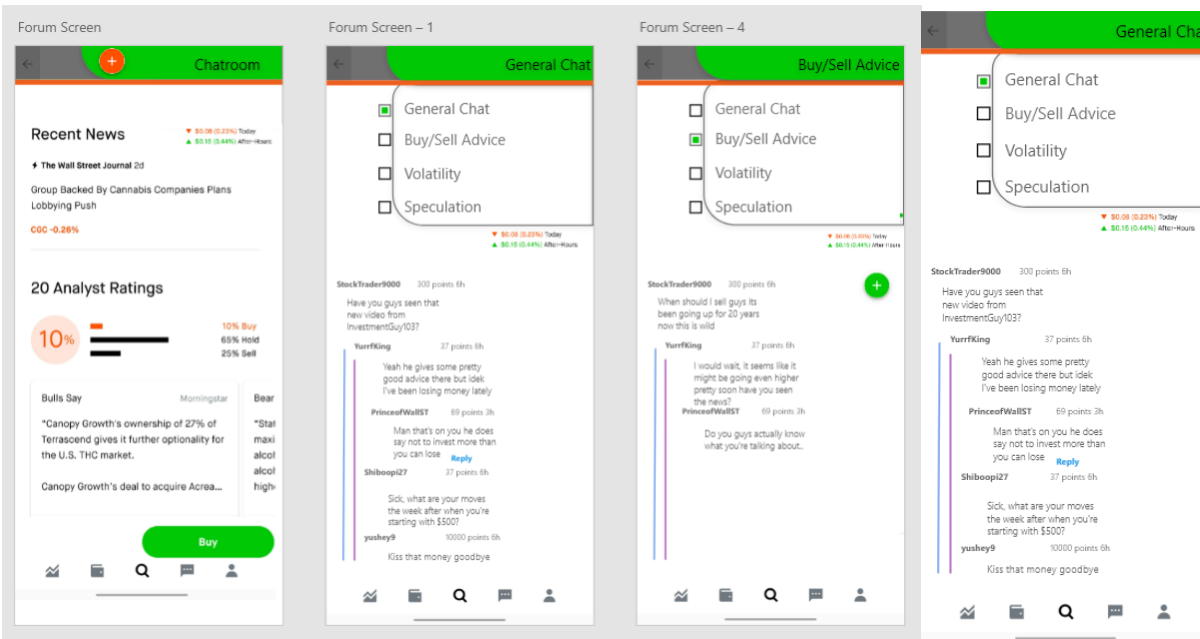 Forum Screen
Chatroom
Recent News
$0.08 (0.23%) Today
$0.15 (0.44%) After-Hours
The Wall Street Journal 2d
Group Backed By Cannabis Companies Plans
Lobbying Push
CGC -0.26%
20 Analyst Ratings
10%
10% Buy
65% Hold
25% Sell
Bulls Say
Morningstar
"Canopy Growth's ownership of 27% of
Terrascend gives it further optionality for
the U.S. THC market.
Canopy Growth's deal to acquire Acrea...
Bear
"Stat
maxi
alcoh
alcoh
high
Buy
Forum Screen – 1
General Chat
General Chat
Buy/Sell Advice
Volatility
Speculation
$0.08 (0.23%) Today
$0.15 (0.44%) After-Hours
StockTrader9000 300 points 6h
Have you guys seen that
new video from
InvestmentGuy103?
YurrfKing 37 points 6h
Yeah he gives some pretty
good advice there but idek
I've been losing money lately
PrinceofWallST 69 points 3h
Man that's on you he does
say not to invest more than
you can lose
Reply
Shiboopi27 37 points 6h
Sick, what are your moves
the week after when you're
starting with $500?
yushey9 10000 points 6h
Kiss that money goodbye
Forum Screen – 4
Buy/Sell Advice
General Chat
Buy/Sell Advice
Volatility
Speculation
$0.08 (0.23%) Today
$0.15 (0.44%) After-Hours
StockTrader9000 300 points 6h
When should I sell guys its
been going up for 20 years
now this is wild
YurrfKing 37 points 6h
I would wait, it seems like it
might be going even higher
pretty soon have you seen
the news?
PrinceofWallST 69 points 3h
Do you guys actually know
what you're talking about..
General Cha
General Chat
Buy/Sell Advice
Volatility
Speculation
$0.08 (0.23%) Today
$0.15 (0.44%) After-Hours
StockTrader9000 300 points 6h
Have you guys seen that
new video from
InvestmentGuy103?
YurrfKing 37 points 6h
Yeah he gives some pretty
good advice there but idek
I've been losing money lately
PrinceofWallST 69 points 3h
Man that's on you he does
say not to invest more than
you can lose
Reply
Shiboopi27 37 points 6h
Sick, what are your moves
the week after when you're
starting with $500?
yushey9 10000 points 6h
Kiss that money goodbye